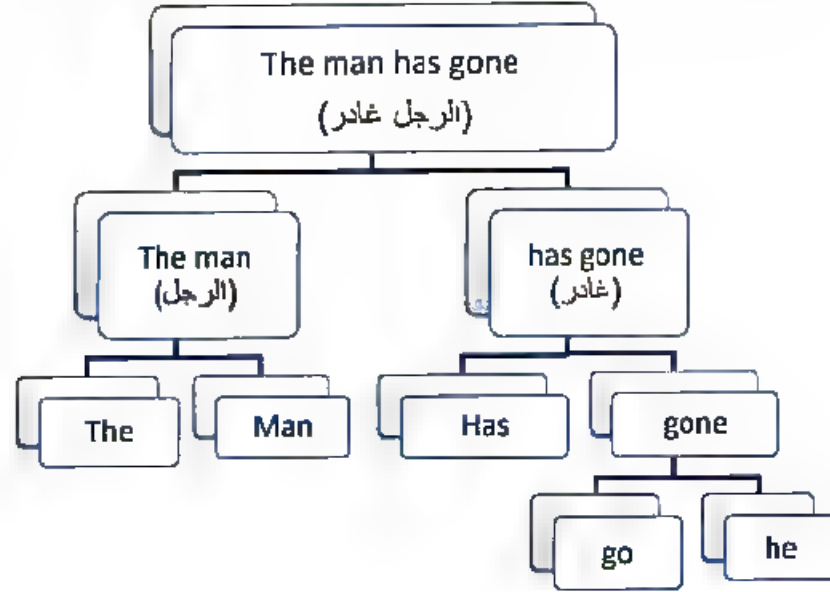 The man has gone
(الرجل غادر)
The man
(الرجل)
has gone
(غادر)
The
Man
Has
gone
go
he